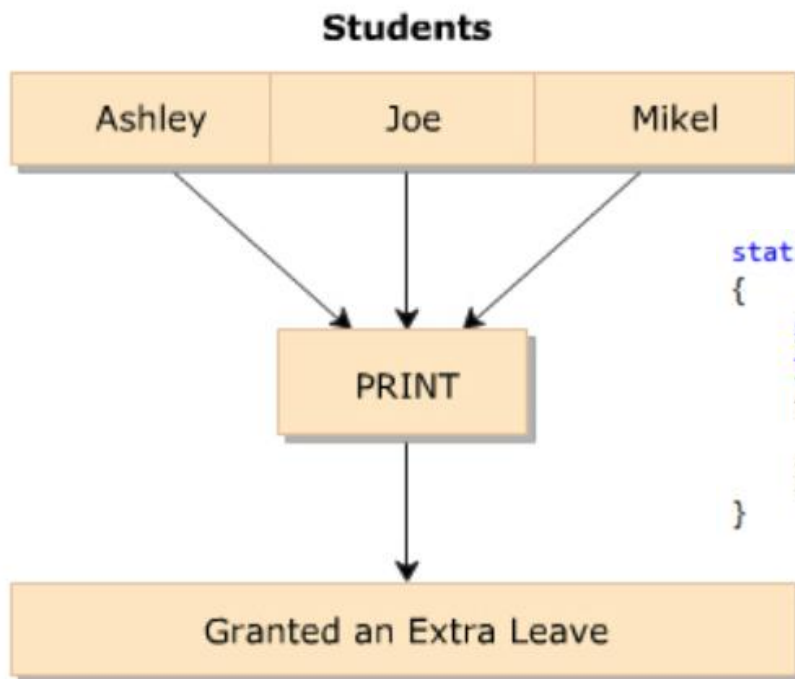 Students
Ashley Joe Mikel
stat
{
PRINT
}
Granted an Extra Leave